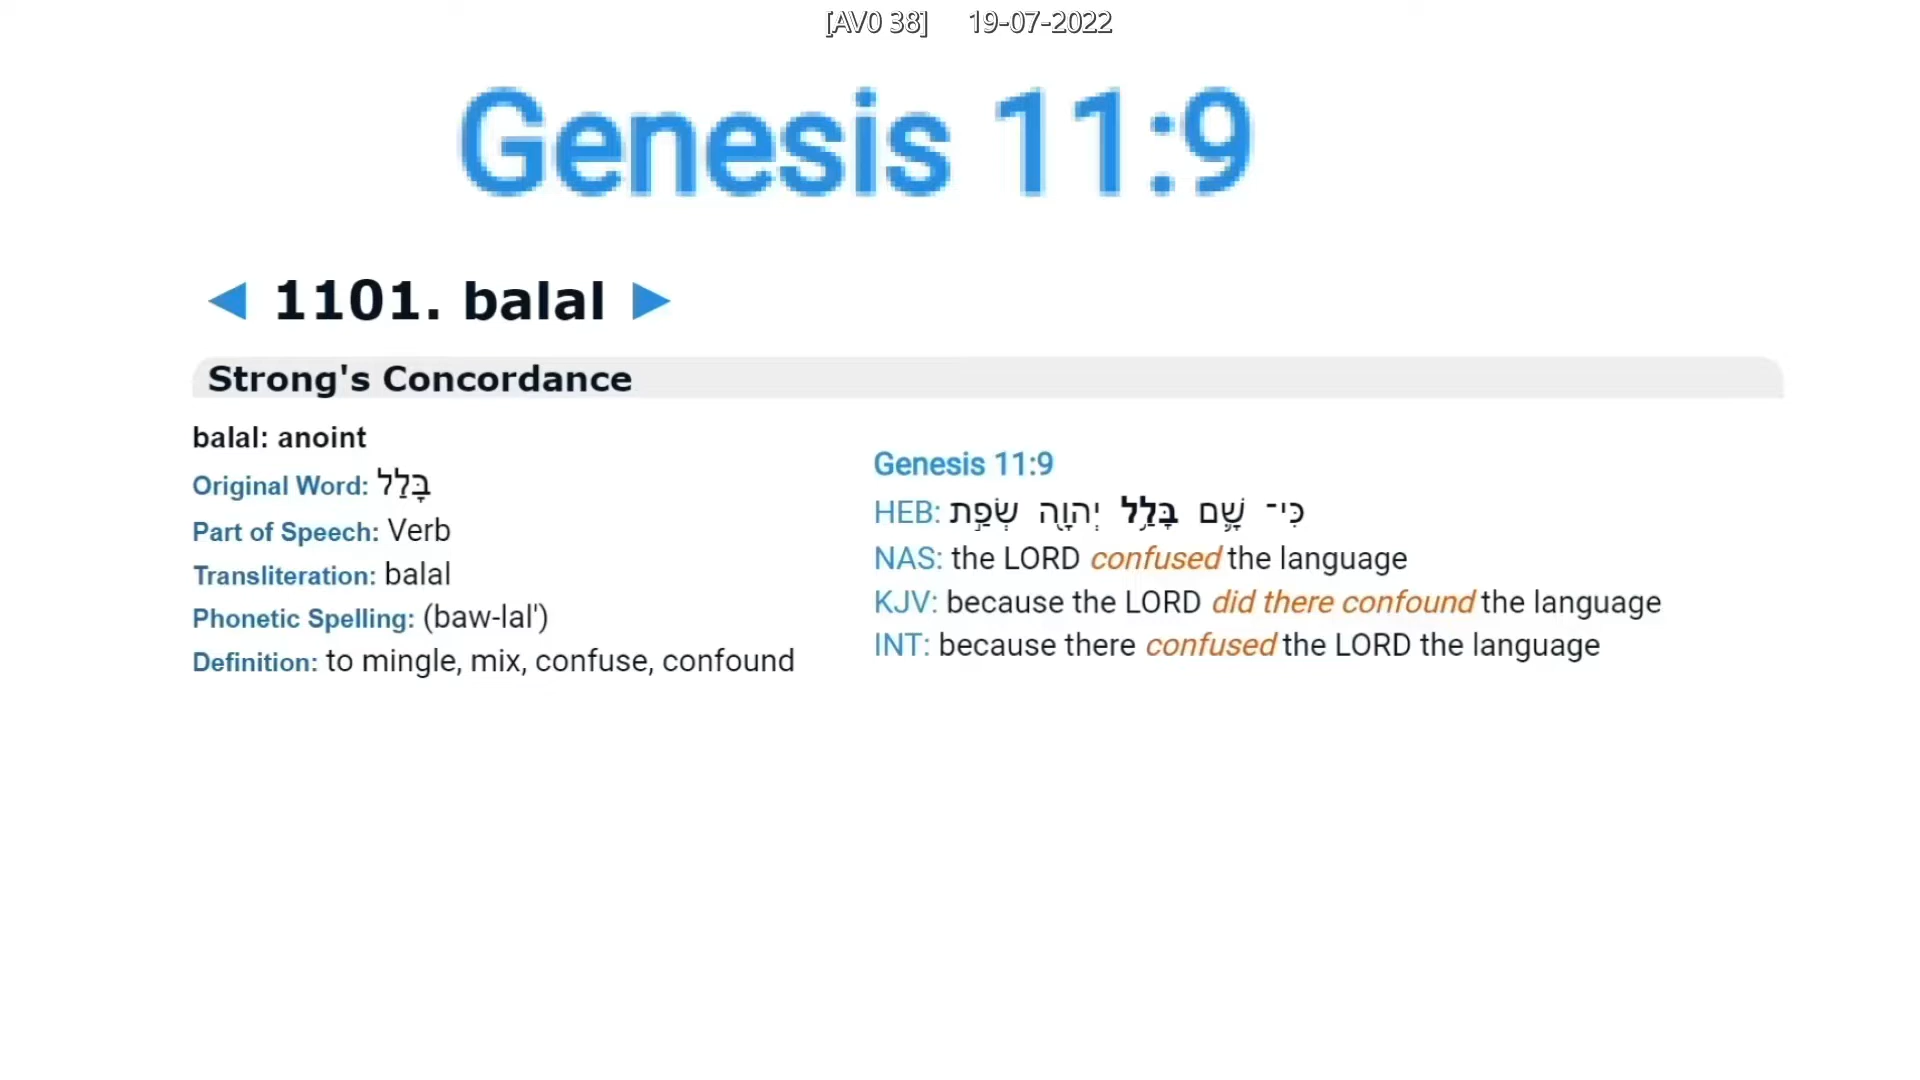 [AV0 38] 19-07-2022
Genesis 11:9
◄ 1101. balal ►
Strong's Concordance
balal: anoint
Original Word: בָּלַל
Part of Speech: Verb
Transliteration: balal
Phonetic Spelling: (baw-lal')
Definition: to mingle, mix, confuse, confound
Genesis 11:9
HEB: כִּי־ שָׁ֛ם בָּלַ֥ל יְהוָ֖ה שְׂפַ֣ת
NAS: the LORD confused the language
KJV: because the LORD did there confound the language
INT: because there confused the LORD the language